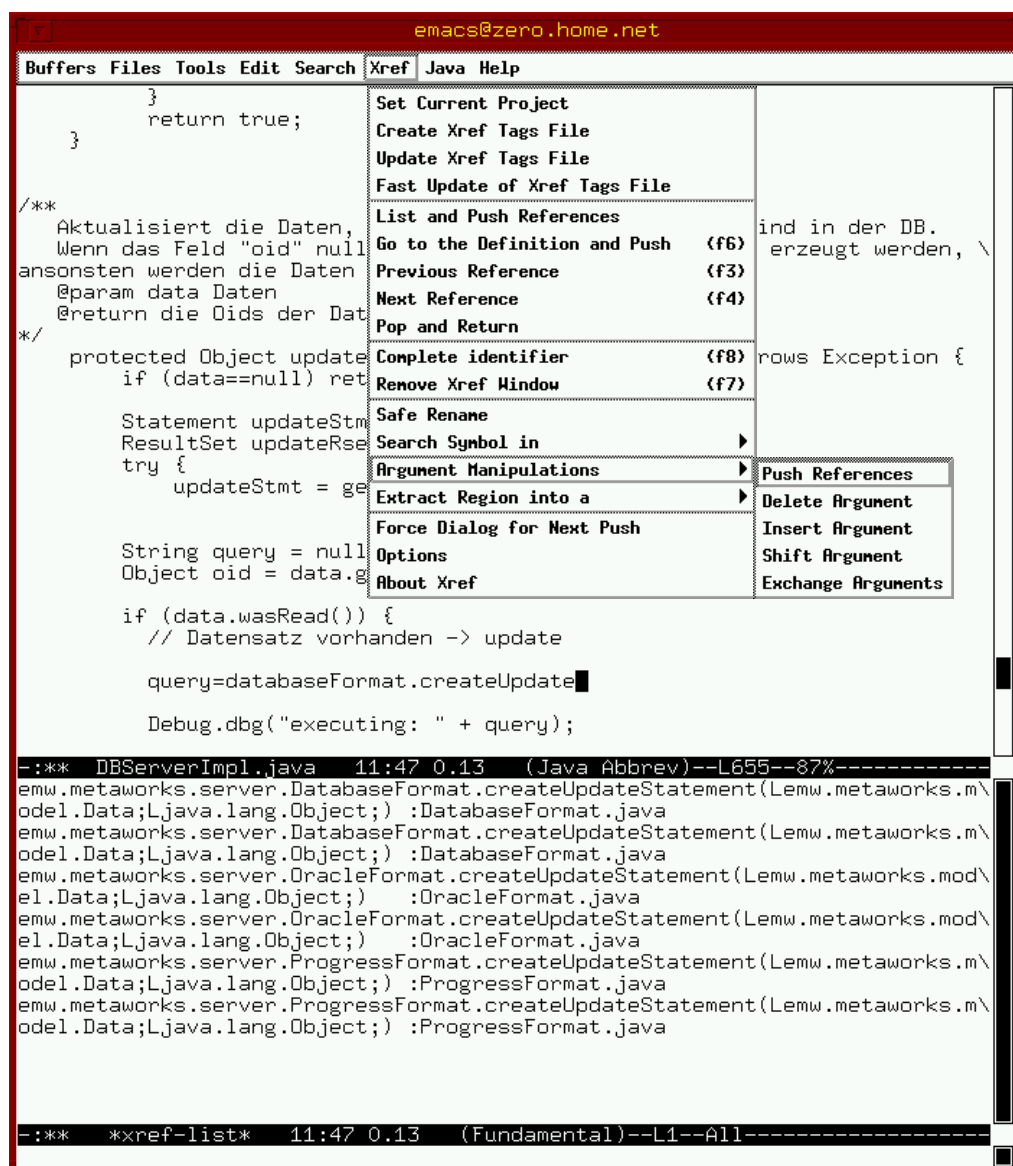 emacs@zero.home.net
Buffers Files Tools Edit Search Xref Java Help
}
return true;
}
/**
Aktualisiert die Daten, ind in der DB.
Wenn das Feld "oid" null erzeugt werden, \
ansonsten werden die Daten
@param data Daten
@return die Oids der Dat
*/
protected Object update rows Exception {
if (data==null) ret
Statement updateStm
ResultSet updateRse
try {
updateStmt = ge
String query = null
Object oid = data.g
if (data.wasRead()) {
// Datensatz vorhanden -> update
query=databaseFormat.createUpdate
Debug.dbg("executing: " + query);
Set Current Project
Create Xref Tags File
Update Xref Tags File
Fast Update of Xref Tags File
List and Push References
Go to the Definition and Push (f6)
Previous Reference (f3)
Next Reference (f4)
Pop and Return
Complete identifier (f8)
Remove Xref Window (f7)
Safe Rename
Search Symbol in
Argument Manipulations
Extract Region into a
Force Dialog for Next Push
Options
About Xref
Push References
Delete Argument
Insert Argument
Shift Argument
Exchange Arguments
-:** DBServerImpl.java 11:47 0.13 (Java Abbrev)--L655--87%------------
emw.metaworks.server.DatabaseFormat.createUpdateStatement(Lemw.metaworks.m\
odel.Data;Ljava.lang.Object;) :DatabaseFormat.java
emw.metaworks.server.DatabaseFormat.createUpdateStatement(Lemw.metaworks.m\
odel.Data;Ljava.lang.Object;) :DatabaseFormat.java
emw.metaworks.server.OracleFormat.createUpdateStatement(Lemw.metaworks.mod\
el.Data;Ljava.lang.Object;) :OracleFormat.java
emw.metaworks.server.OracleFormat.createUpdateStatement(Lemw.metaworks.mod\
el.Data;Ljava.lang.Object;) :OracleFormat.java
emw.metaworks.server.ProgressFormat.createUpdateStatement(Lemw.metaworks.m\
odel.Data;Ljava.lang.Object;) :ProgressFormat.java
emw.metaworks.server.ProgressFormat.createUpdateStatement(Lemw.metaworks.m\
odel.Data;Ljava.lang.Object;) :ProgressFormat.java
-:** *xref-list* 11:47 0.13 (Fundamental)--L1--All-------------------